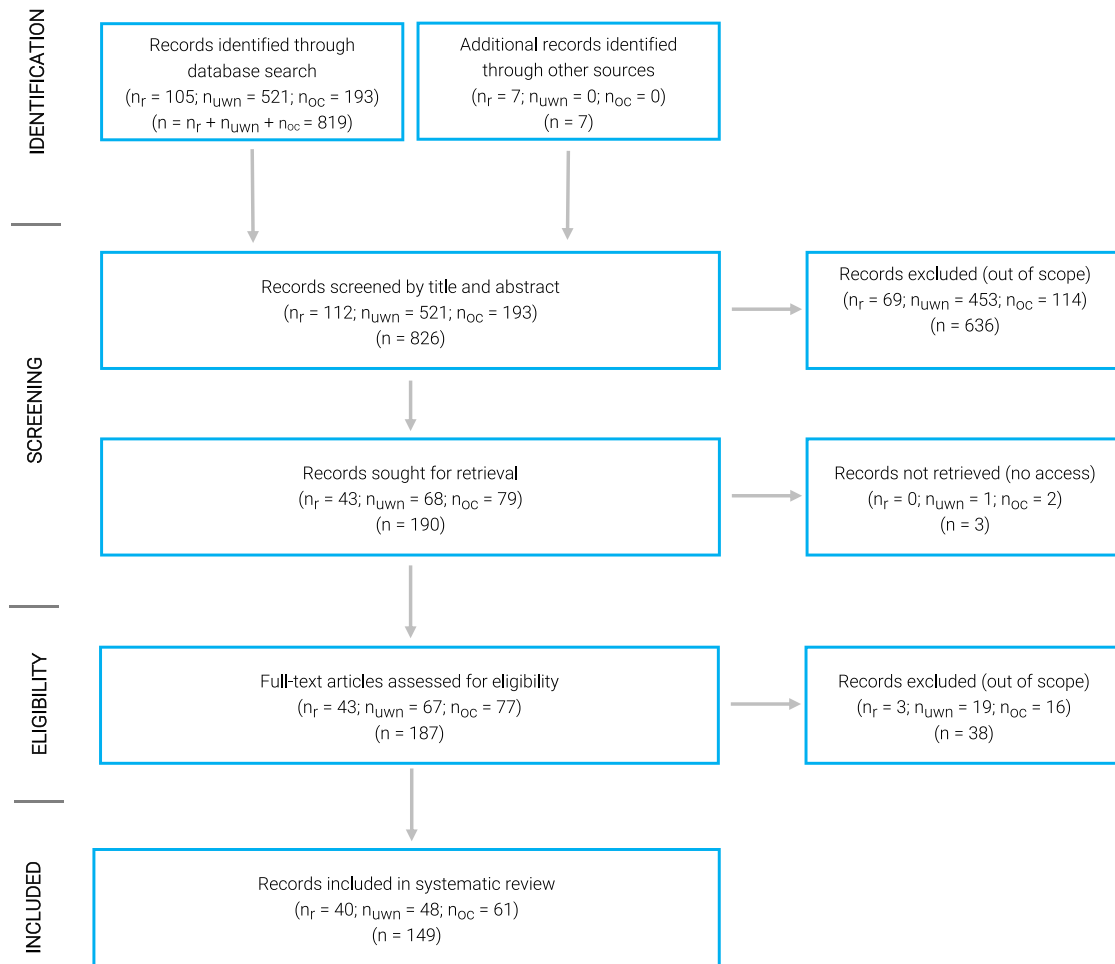 IDENTIFICATION
Records identified through
database search
(nr = 105; nuwn = 521; noc = 193)
(n = nr + nuwn + noc = 819)
Additional records identified
through other sources
(nr = 7; nuwn = 0; noc = 0)
(n = 7)
SCREENING
Records screened by title and abstract
(nr = 112; nuwn = 521; noc = 193)
(n = 826)
Records excluded (out of scope)
(nr = 69; nuwn = 453; noc = 114)
(n = 636)
Records sought for retrieval
(nr = 43; nuwn = 68; noc = 79)
(n = 190)
Records not retrieved (no access)
(nr = 0; nuwn = 1; noc = 2)
(n = 3)
ELIGIBILITY
Full-text articles assessed for eligibility
(nr = 43; nuwn = 67; noc = 77)
(n = 187)
Records excluded (out of scope)
(nr = 3; nuwn = 19; noc = 16)
(n = 38)
INCLUDED
Records included in systematic review
(nr = 40; nuwn = 48; noc = 61)
(n = 149)